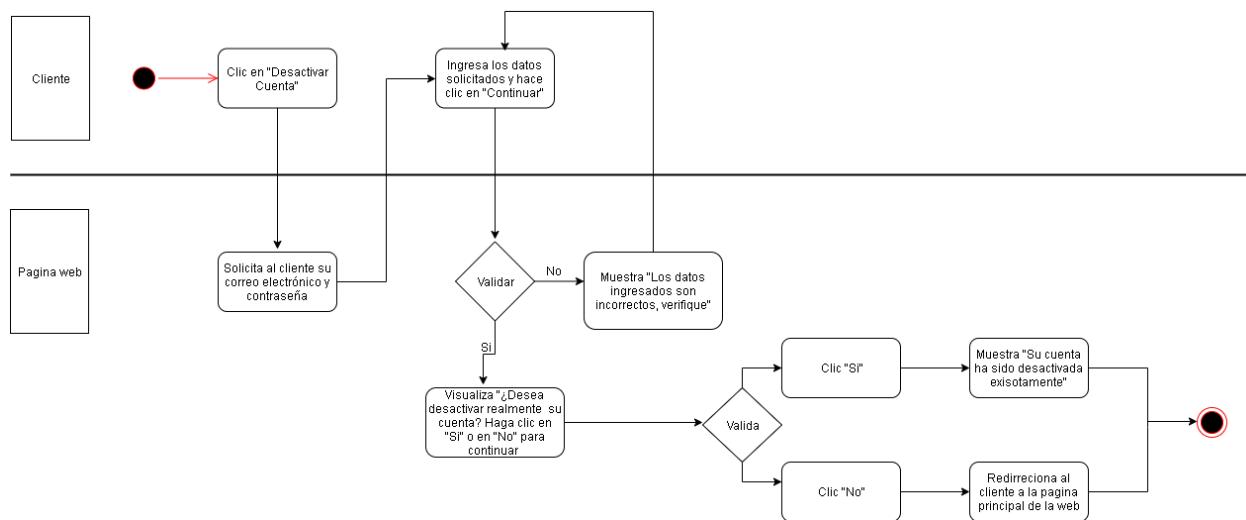 Cliente
Clic en "Desactivar
Cuenta"
Ingresa los datos
solicitados y hace
clic en "Continuar"
Pagina web
Solicita al cliente su
correo electrónico y
contraseña
Validar
No
Muestra "Los datos
ingresados son
incorrectos, verifique"
Si
Visualiza "¿Desea
desactivar realmente su
cuenta? Haga clic en
"Si" o en "No" para
continuar
Valida
Clic "Si"
Muestra "Su cuenta
ha sido desactivada
exisotamente"
Clic "No"
Redirreciona al
cliente a la pagina
principal de la web